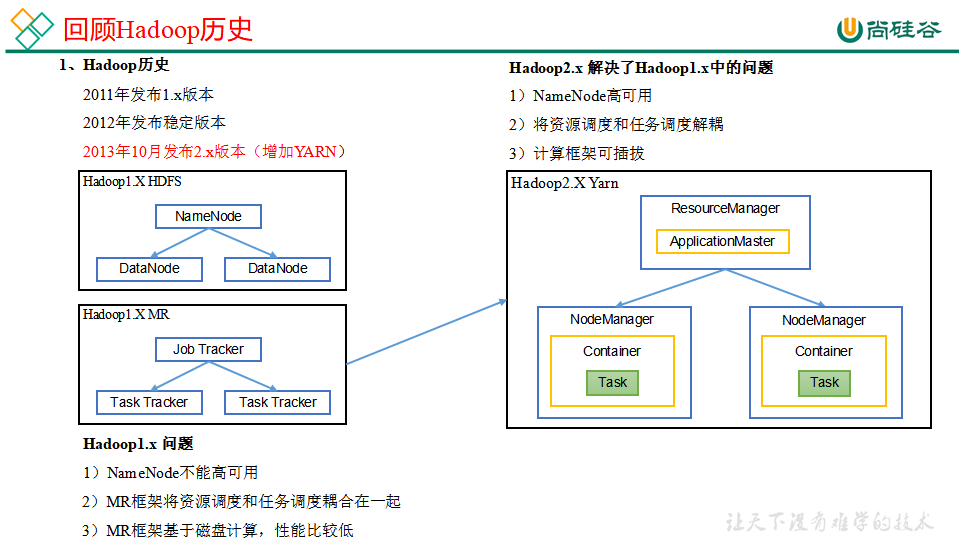 回顾Hadoop历史
尚硅谷
1、Hadoop历史
2011年发布1.x版本
2012年发布稳定版本
2013年10月发布2.x版本（增加YARN）
Hadoop1.X HDFS
NameNode
DataNode
DataNode
Hadoop1.X MR
Job Tracker
Task Tracker
Task Tracker
Hadoop1.x 问题
1）NameNode不能高可用
2）MR框架将资源调度和任务调度耦合在一起
3）MR框架基于磁盘计算，性能比较低
Hadoop2.x 解决了Hadoop1.x中的问题
1）NameNode高可用
2）将资源调度和任务调度解耦
3）计算框架可插拔
Hadoop2.X Yarn
ResourceManager
ApplicationMaster
NodeManager
Container
Task
NodeManager
Container
Task
让天下没有难学的技术